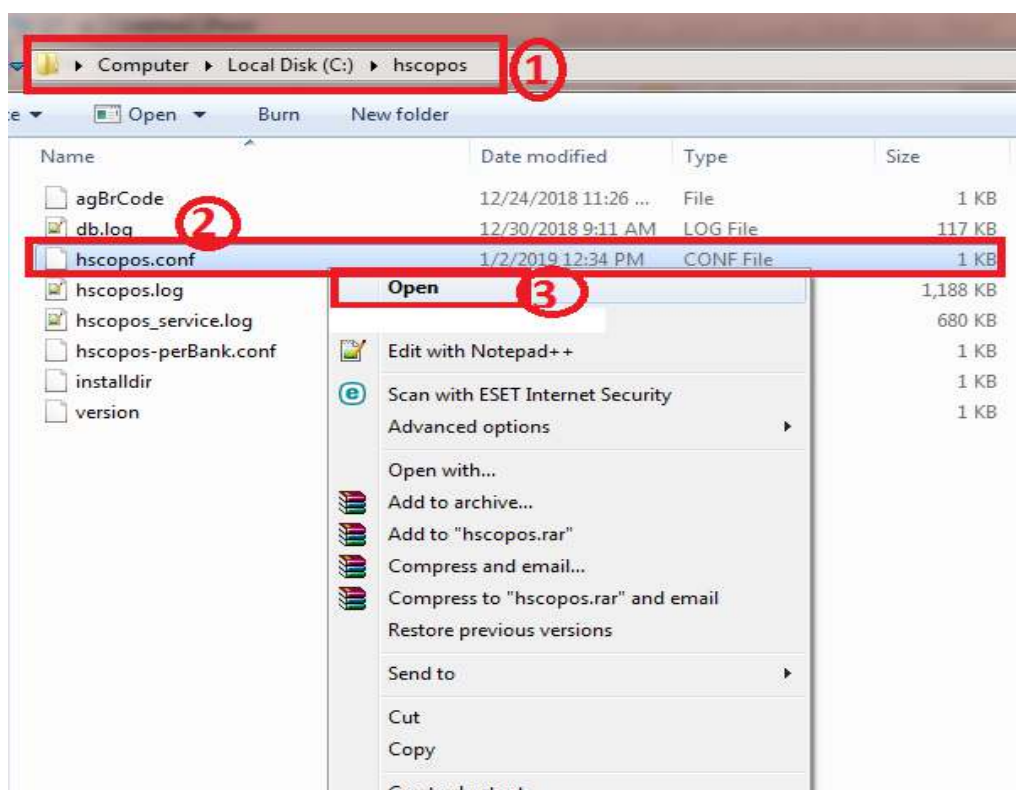 Computer ▸ Local Disk (C:) ▸ hscopos
1
Open Burn New folder
Name Date modified Type Size
agBrCode 12/24/2018 11:26 ... File 1 KB
2
db.log 12/30/2018 9:11 AM LOG File 117 KB
hscopos.conf 1/2/2019 12:34 PM CONF File 1 KB
hscopos.log 1,188 KB
hscopos_service.log 680 KB
hscopos-perBank.conf 1 KB
installdir 1 KB
version 1 KB
Open
3
Edit with Notepad++
Scan with ESET Internet Security
Advanced options
Open with...
Add to archive...
Add to "hscopos.rar"
Compress and email...
Compress to "hscopos.rar" and email
Restore previous versions
Send to
Cut
Copy